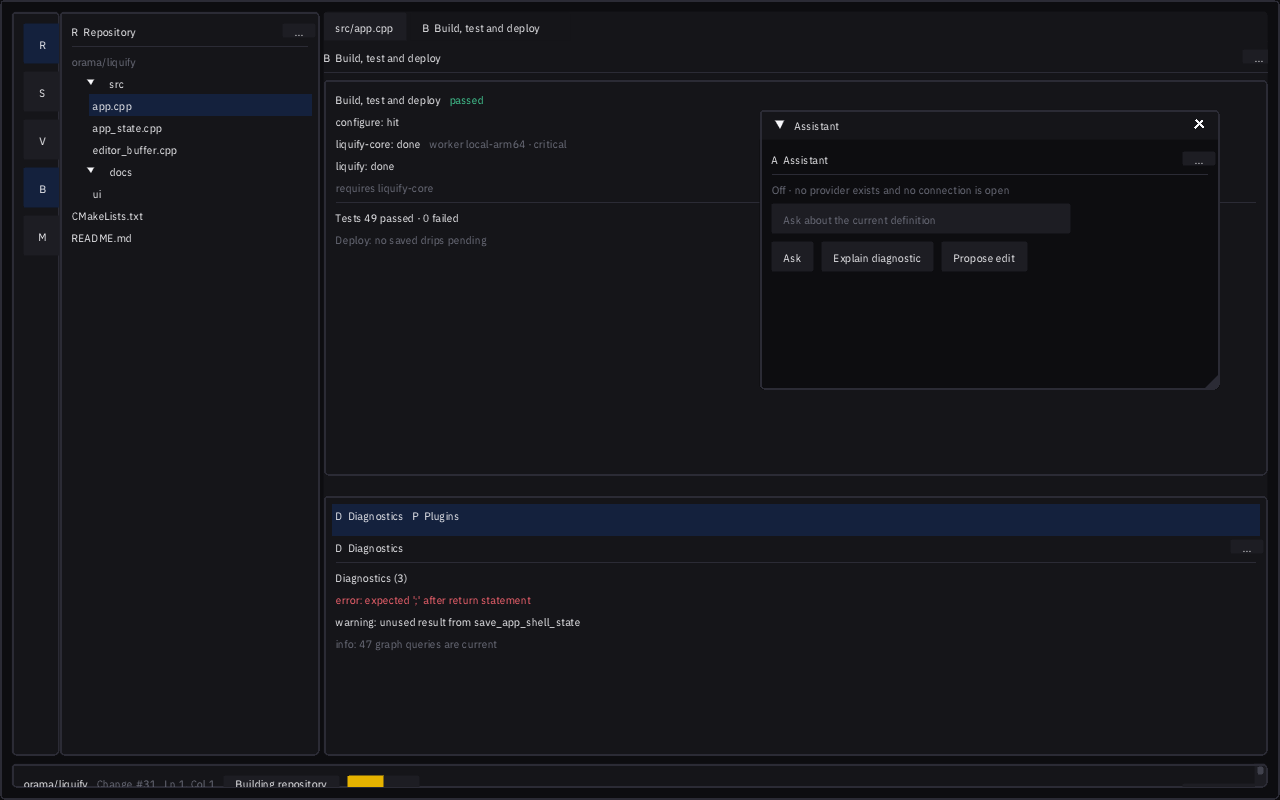 R
S
V
B
M
R Repository
...
orama/liquify
src
app.cpp
app_state.cpp
editor_buffer.cpp
docs
ui
CMakeLists.txt
README.md
src/app.cpp
B Build, test and deploy
B Build, test and deploy
...
Build, test and deploy passed
configure: hit
liquify-core: done worker local-arm64 · critical
liquify: done
requires liquify-core
Tests 49 passed · 0 failed
Deploy: no saved drips pending
Assistant
A Assistant
...
Off · no provider exists and no connection is open
Ask about the current definition
Ask
Explain diagnostic
Propose edit
D Diagnostics P Plugins
D Diagnostics
...
Diagnostics (3)
error: expected ';' after return statement
warning: unused result from save_app_shell_state
info: 47 graph queries are current
orama/liquify Change #31 Ln 1, Col 1 Building repository